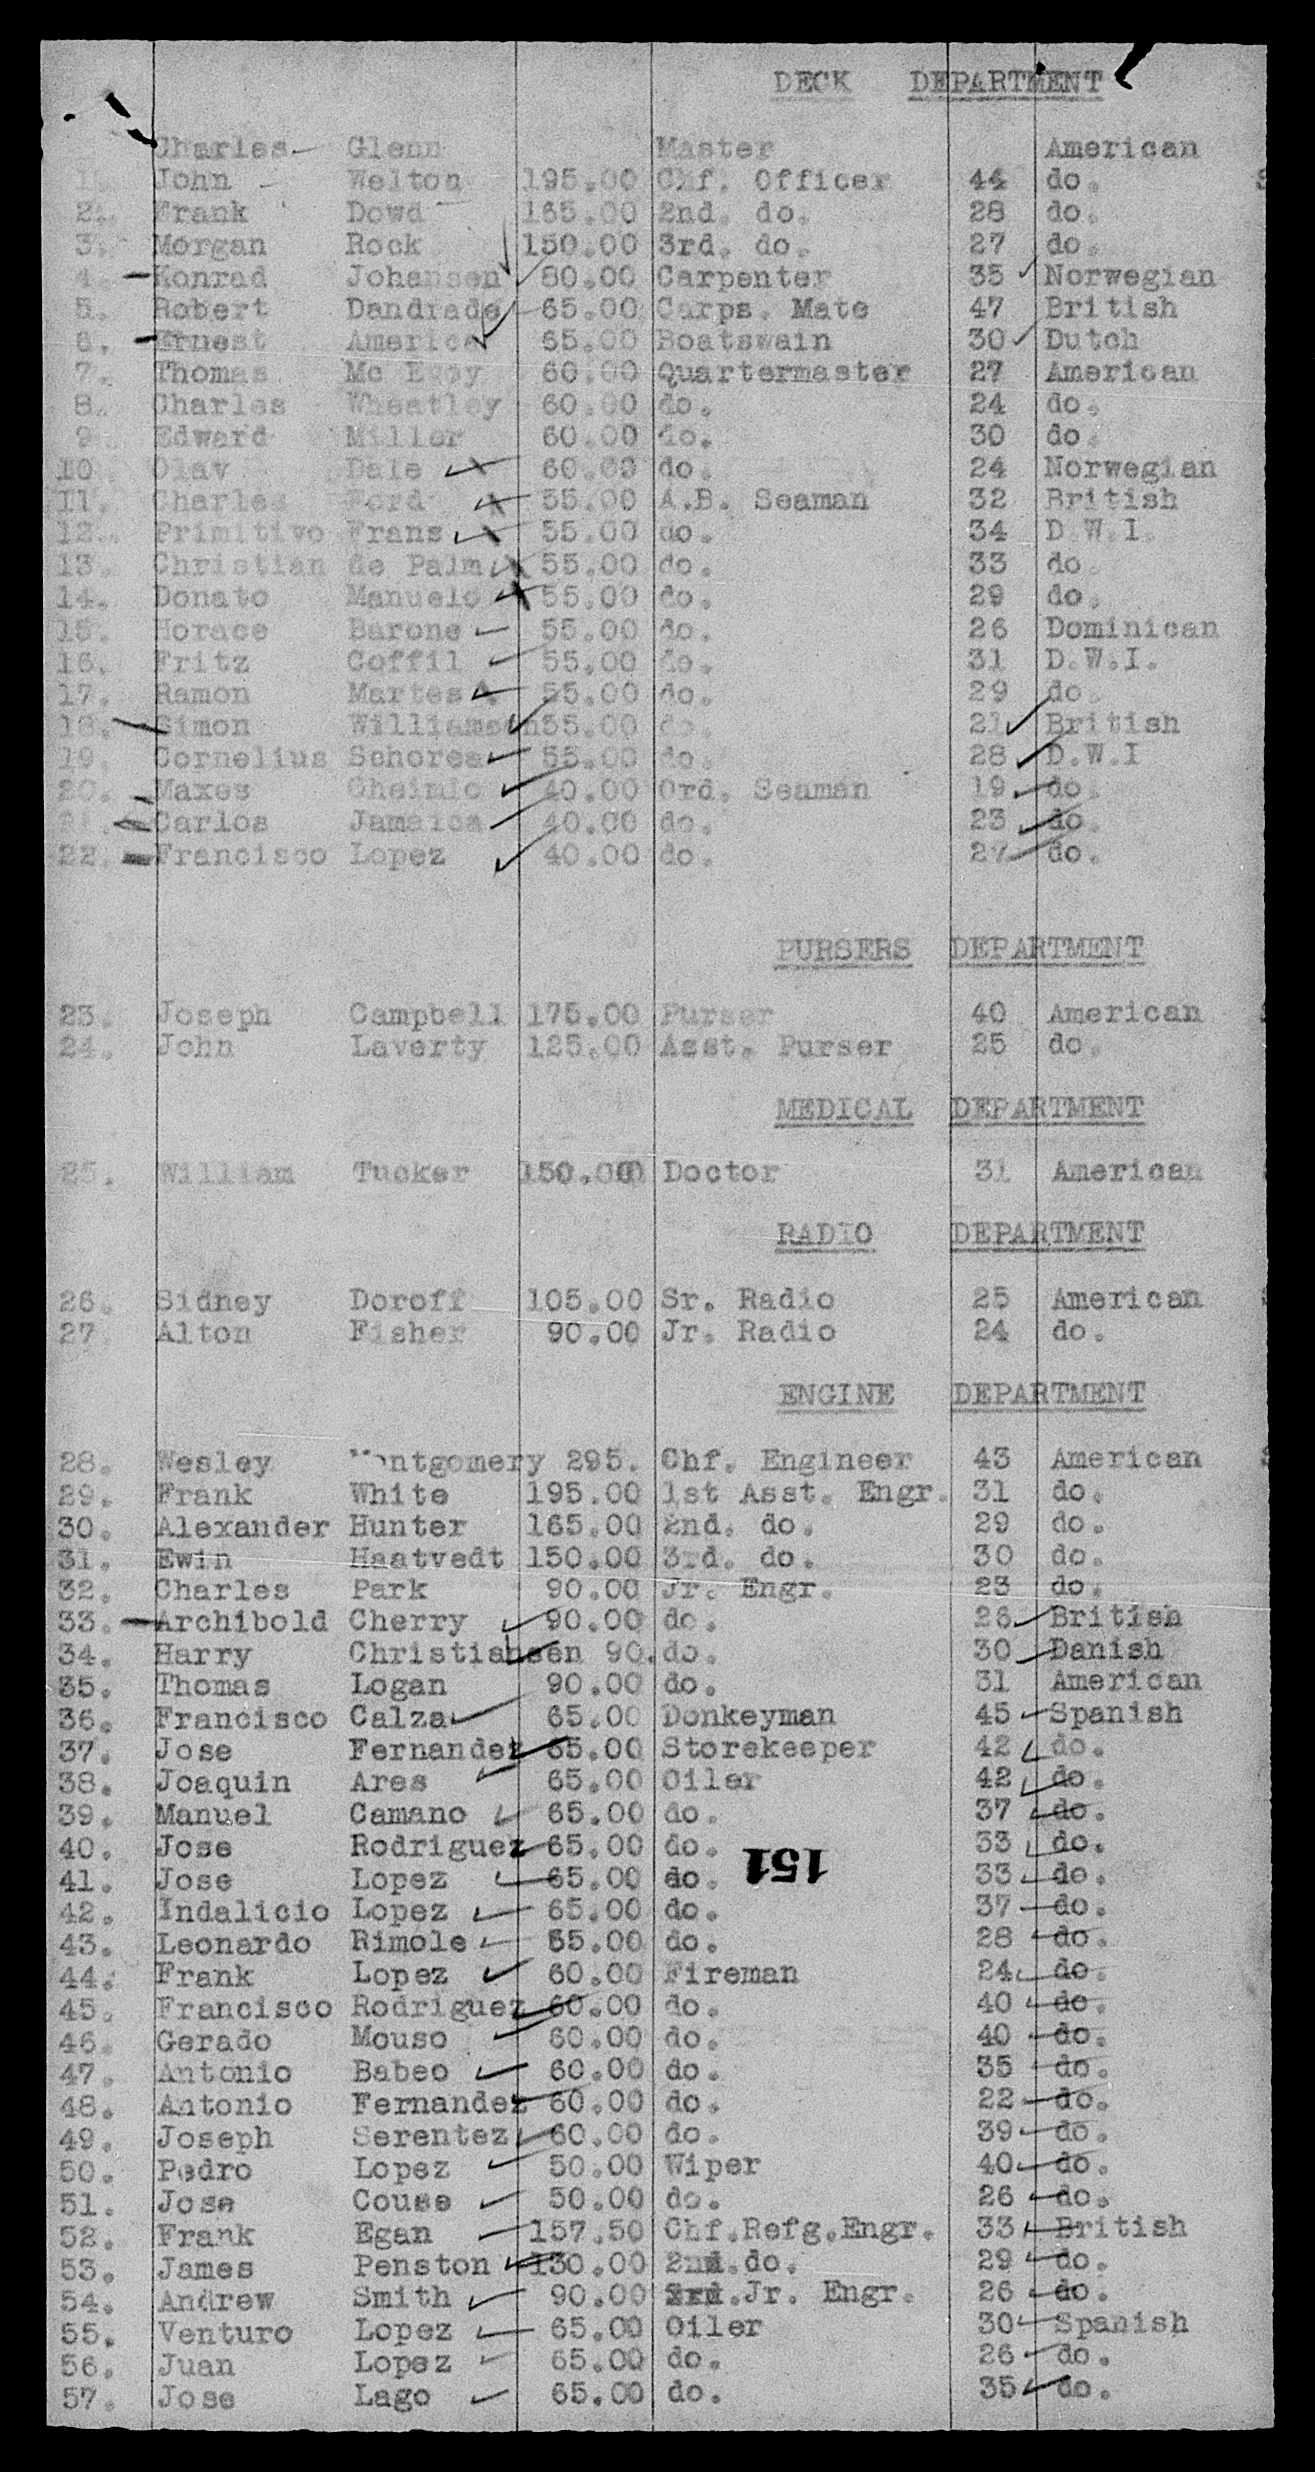 DECK DEPARTMENT
Charles Glenn Master American
1. John Welton 195.00 Chf. Officer 44 do.
2. Frank Dowd 165.00 2nd. do. 28 do.
3. Morgan Rock 150.00 3rd. do. 27 do.
4. Konrad Johansen 80.00 Carpenter 35 Norwegian
5. Robert Dandrade 65.00 Carps. Mate 47 British
6. Ernest America 65.00 Boatswain 30 Dutch
7. Thomas Mc Evoy 60.00 Quartermaster 27 American
8. Charles Wheatley 60.00 do. 24 do.
9. Edward Miller 60.00 do. 30 do.
10. Olav Dale 60.00 do. 24 Norwegian
11. Charles Ford 55.00 A.B. Seaman 32 British
12. Primitivo Frans 55.00 do. 34 D.W.I.
13. Christian de Palm 55.00 do. 33 do.
14. Donato Manuelo 55.00 do. 29 do.
15. Horace Barone 55.00 do. 26 Dominican
16. Fritz Coffil 55.00 do. 31 D.W.I.
17. Ramon Martes 55.00 do. 29 do.
18. Simon Williamson 55.00 do. 21 British
19. Cornelius Schorea 55.00 do. 28 D.W.I
20. Maxes 40.00 Ord. Seaman 19 do.
21. Carlos Jamaica 40.00 do. 23 do.
22. Francisco Lopez 40.00 do. 27 do.
PURSERS DEPARTMENT
23. Joseph Campbell 175.00 Purser 40 American
24. John Laverty 125.00 Asst. Purser 25 do.
MEDICAL DEPARTMENT
25. William Tucker 150.00 Doctor 31 American
RADIO DEPARTMENT
26. Sidney Doroff 105.00 Sr. Radio 25 American
27. Alton Fisher 90.00 Jr. Radio 24 do.
ENGINE DEPARTMENT
28. Wesley Montgomery 295. Chf. Engineer 43 American
29. Frank White 195.00 1st Asst. Engr. 31 do.
30. Alexander Hunter 165.00 2nd. do. 29 do.
31. Ewin Haatvedt 150.00 3rd. do. 30 do.
32. Charles Park 90.00 Jr. Engr. 23 do.
33. Archibold Cherry 90.00 do. 26 British
34. Harry Christiansen 90. do. 30 Danish
35. Thomas Logan 90.00 do. 31 American
36. Francisco Calza 65.00 Donkeyman 45 Spanish
37. Jose Fernandez 65.00 Storekeeper 42 do.
38. Joaquin Ares 65.00 Oiler 42 do.
39. Manuel Camano 65.00 do. 37 do.
40. Jose Rodriguez 65.00 do. 33 do.
151
41. Jose Lopez 65.00 do. 33 do.
42. Indalicio Lopez 65.00 do. 37 do.
43. Leonardo Rimole 65.00 do. 28 do.
44. Frank Lopez 60.00 Fireman 24 do.
45. Francisco Rodriguez 60.00 do. 40 do.
46. Gerado Mouso 60.00 do. 40 do.
47. Antonio Babeo 60.00 do. 35 do.
48. Antonio Fernandez 60.00 do. 22 do.
49. Joseph Serentez 60.00 do. 39 do.
50. Pedro Lopez 50.00 Wiper 40 do.
51. Jose Couse 50.00 do. 26 do.
52. Frank Egan 157.50 Chf.Refg.Engr. 33 British
53. James Penston 130.00 2nd.do. 29 do.
54. Andrew Smith 90.00 Jr. Engr. 26 do.
55. Venturo Lopez 65.00 Oiler 30 Spanish
56. Juan Lopez 65.00 do. 26 do.
57. Jose Lago 65.00 do. 35 do.